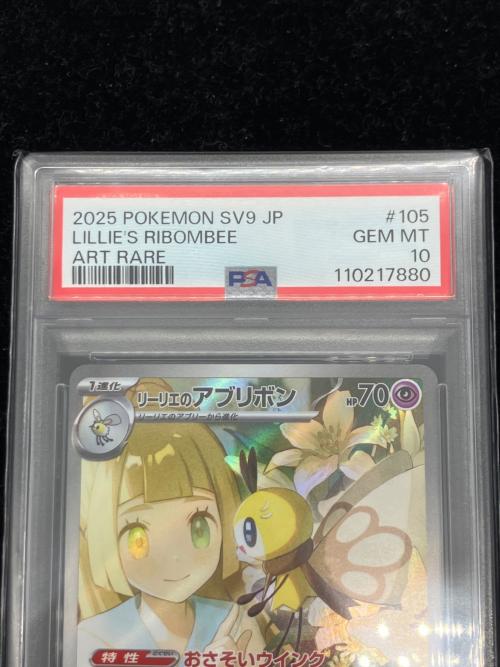 2025 POKEMON SV9 JP #105
LILLIE'S RIBOMBEE GEM MT
ART RARE 10
PSA 110217880
1進化
リーリエのアブリボン HP70
リーリエのアブリーから進化
特性 おさそいウイング